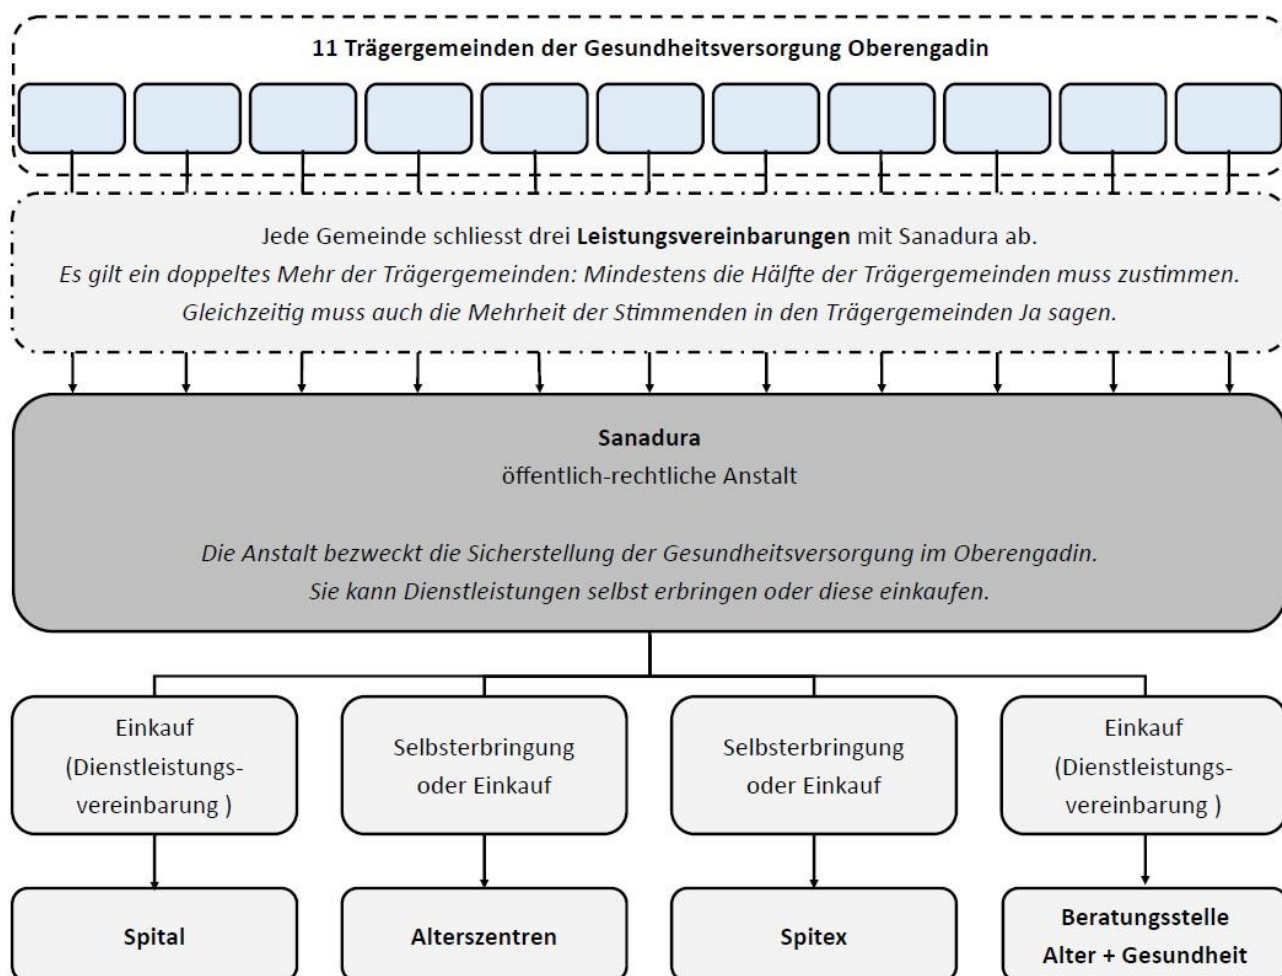 11 Trägergemeinden der Gesundheitsversorgung Oberengadin
Jede Gemeinde schliesst drei Leistungsvereinbarungen mit Sanadura ab.
Es gilt ein doppeltes Mehr der Trägergemeinden: Mindestens die Hälfte der Trägergemeinden muss zustimmen.
Gleichzeitig muss auch die Mehrheit der Stimmenden in den Trägergemeinden Ja sagen.
Sanadura
öffentlich-rechtliche Anstalt
Die Anstalt bezweckt die Sicherstellung der Gesundheitsversorgung im Oberengadin.
Sie kann Dienstleistungen selbst erbringen oder diese einkaufen.
Einkauf
(Dienstleistungs-
vereinbarung )
Selbsterbringung
oder Einkauf
Selbsterbringung
oder Einkauf
Einkauf
(Dienstleistungs-
vereinbarung )
Spital
Alterszentren
Spitex
Beratungsstelle
Alter + Gesundheit